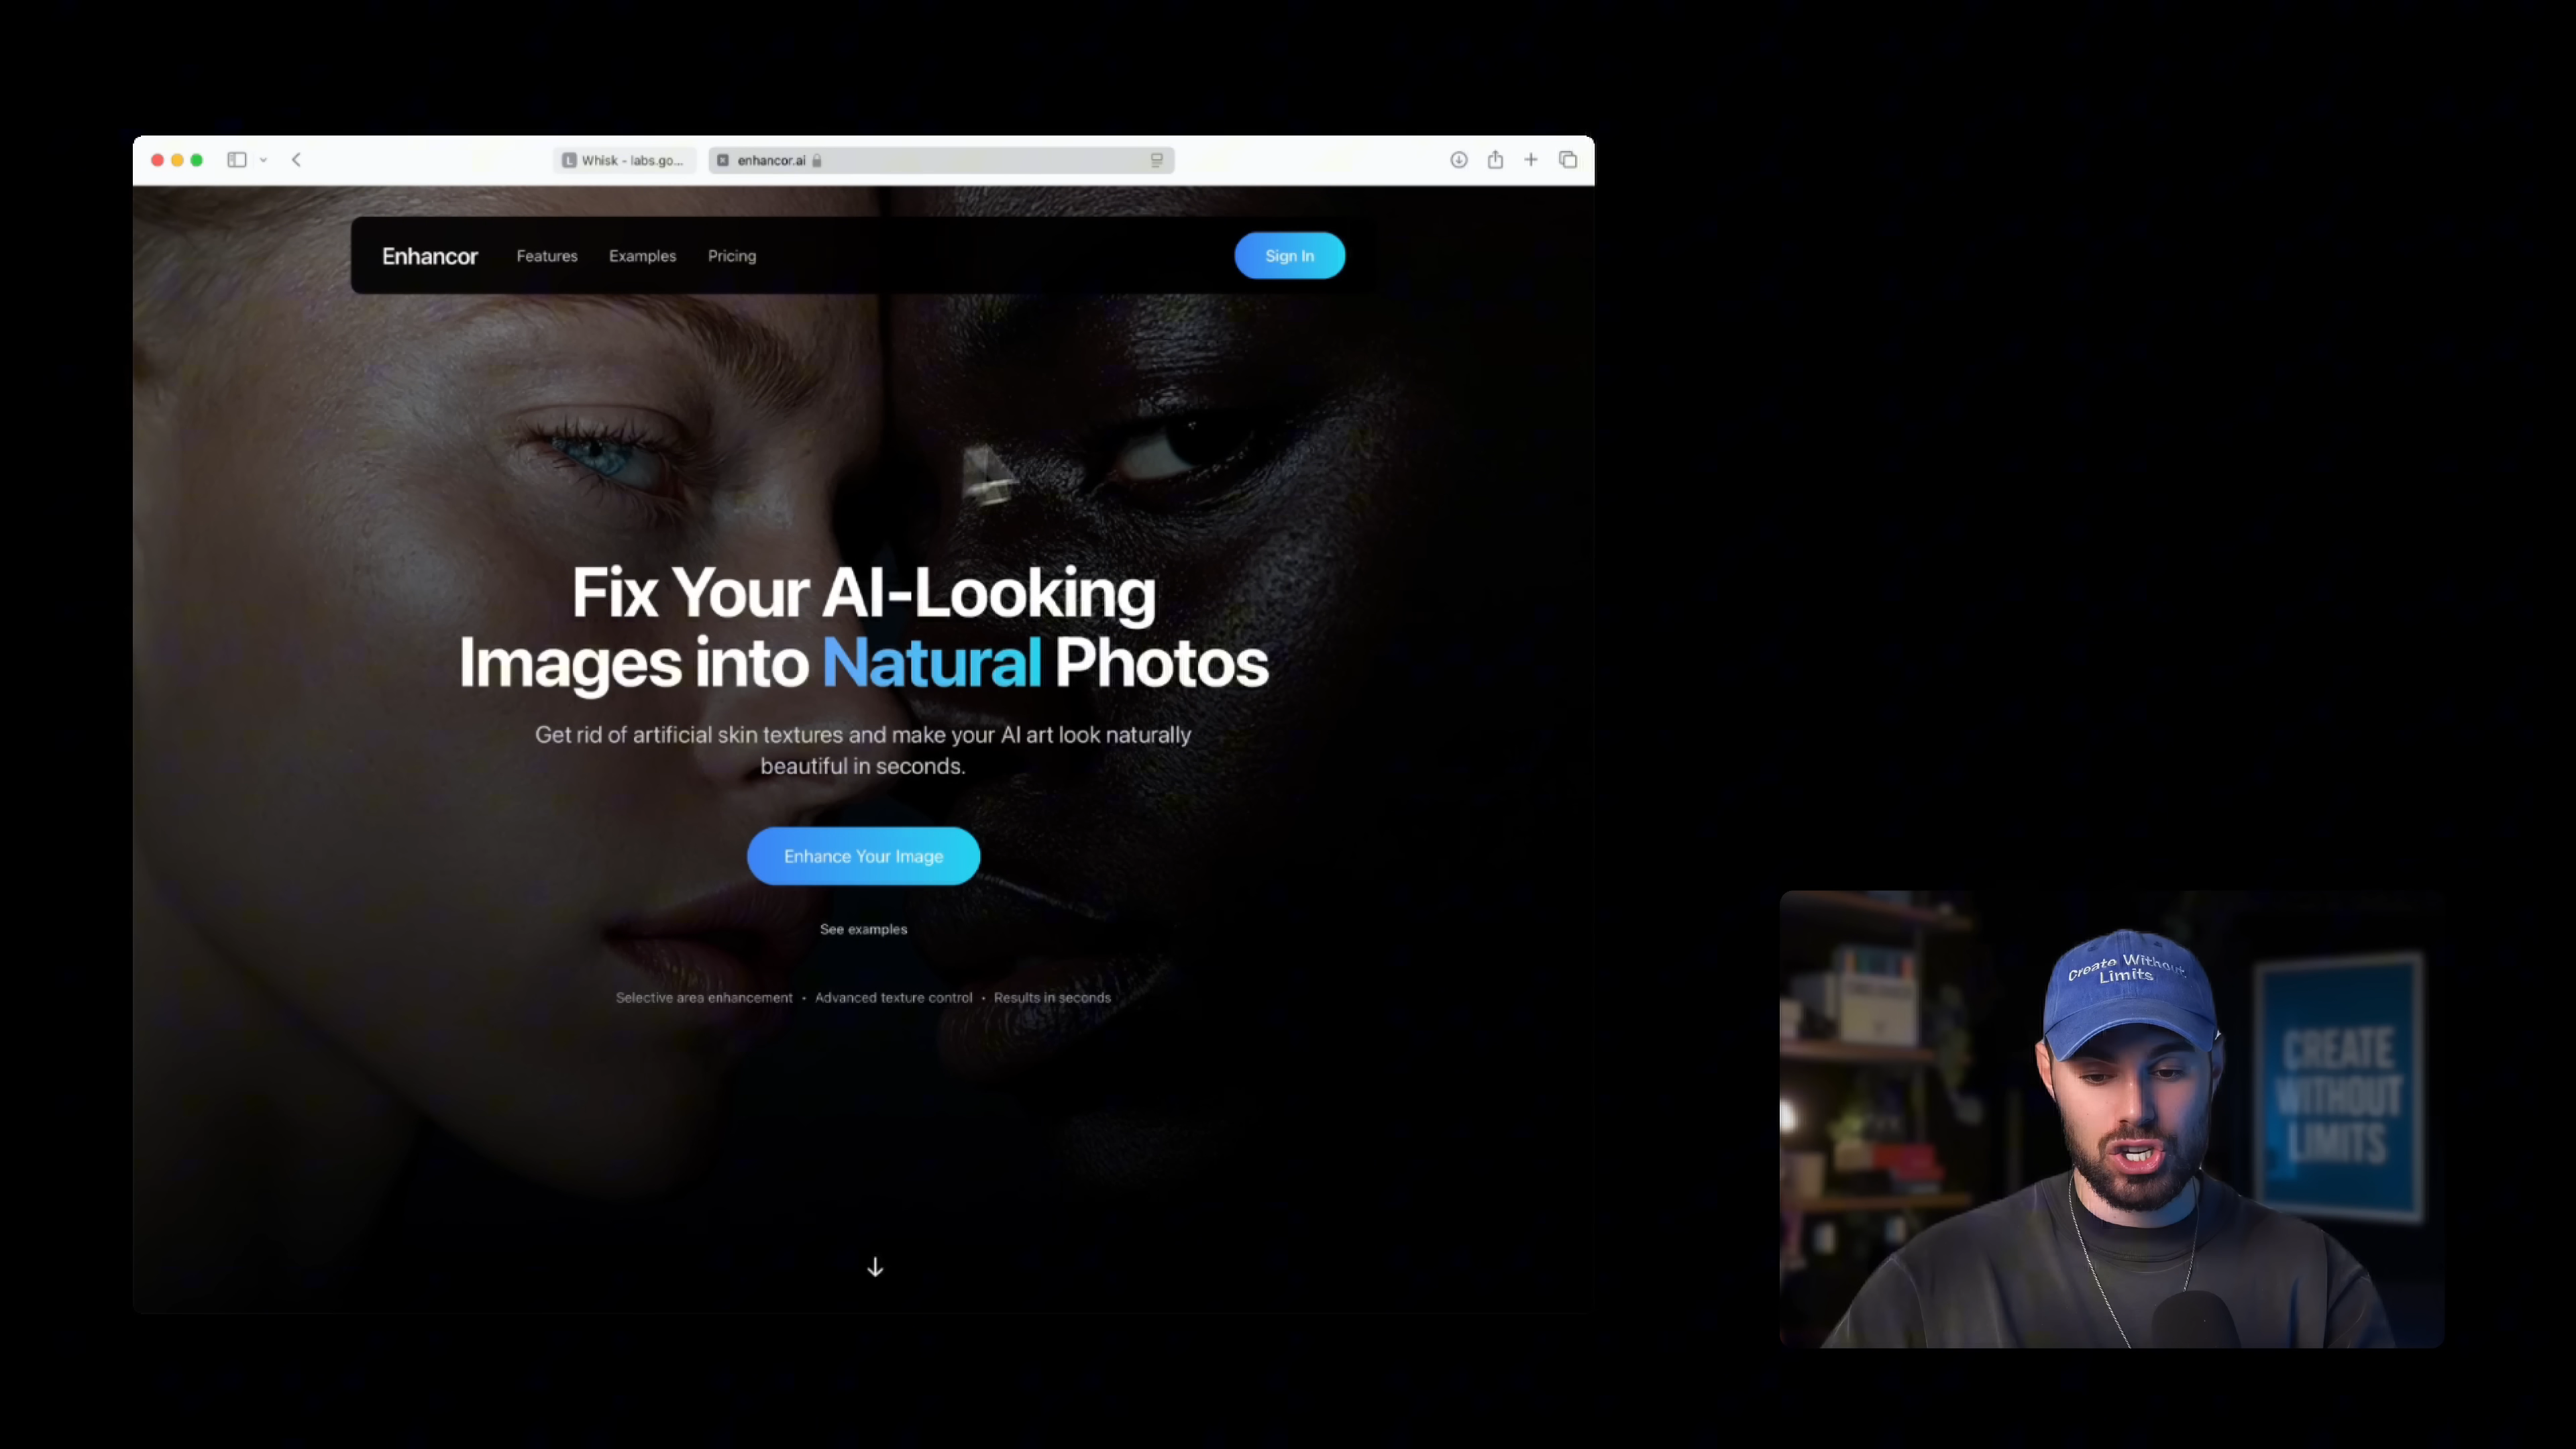 Whisk - labs.go...
enhancor.ai
Enhancor
Features
Examples
Pricing
Sign In
Fix Your AI-Looking
Images into Natural Photos
Get rid of artificial skin textures and make your AI art look naturally
beautiful in seconds.
Enhance Your Image
See examples
Selective area enhancement • Advanced texture control • Results in seconds
Create Without
Limits
CREATE
WITHOUT
LIMITS